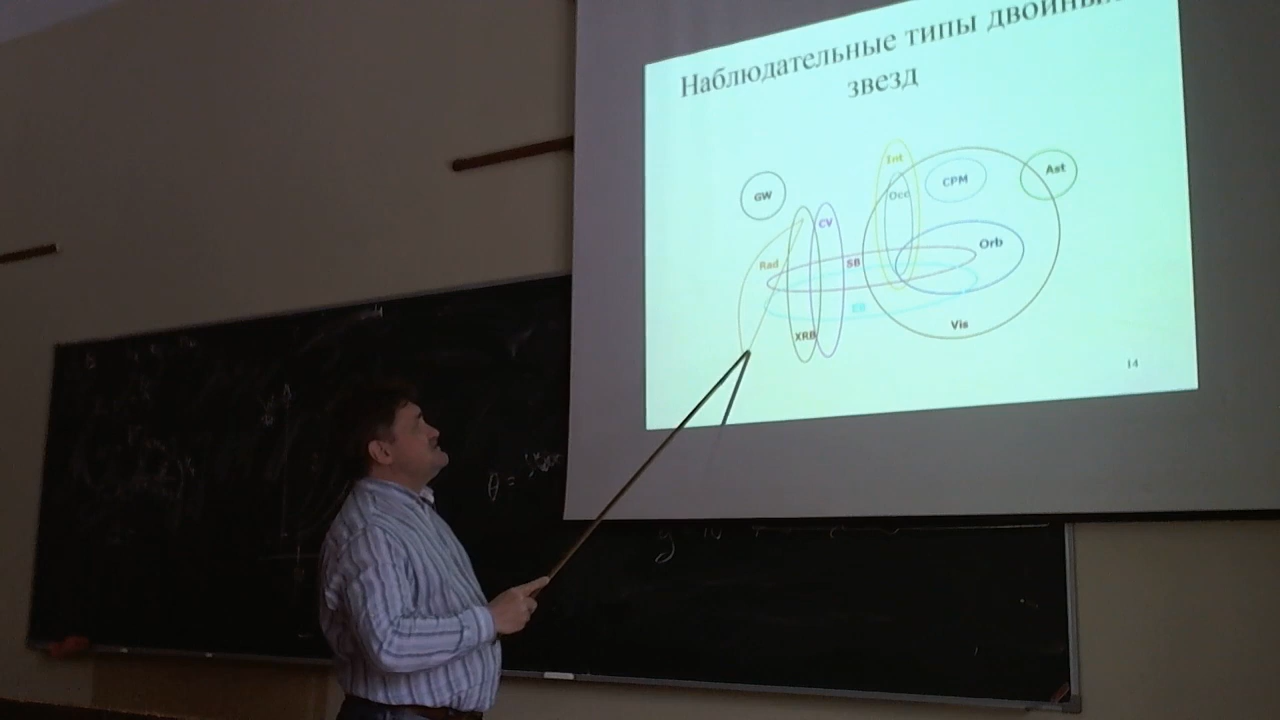 Наблюдательные типы двойных
звезд
Int
GW
Occ
CPM
Ast
CV
Rad
SB
Orb
EB
XRB
Vis
14
θ =